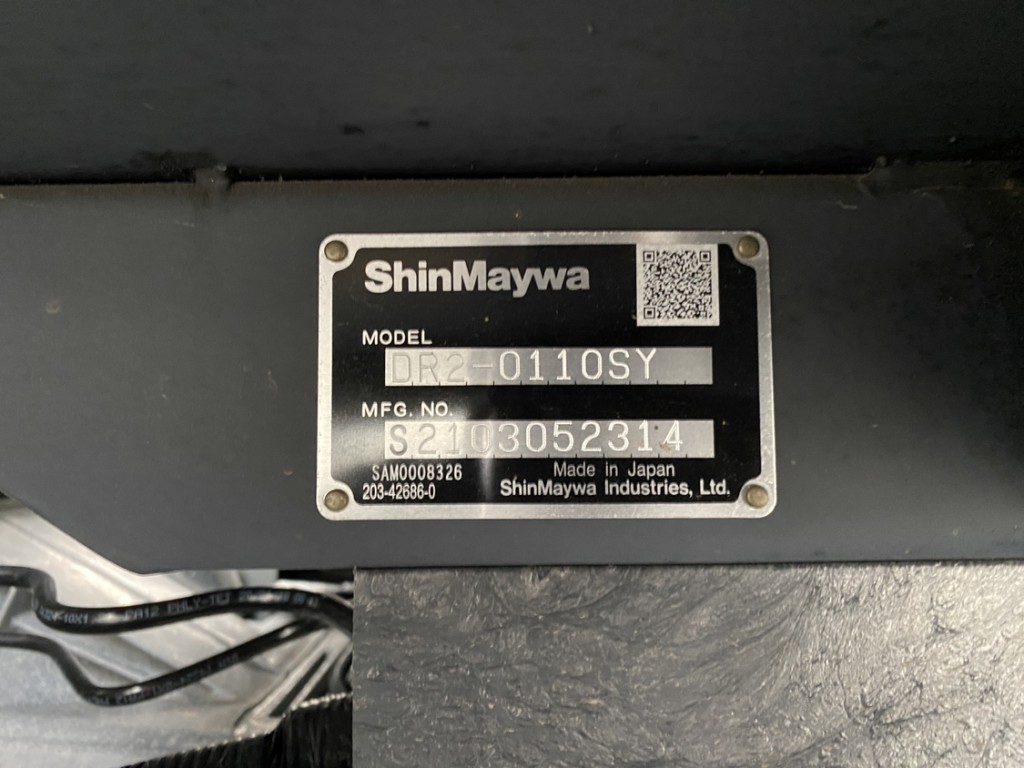 ShinMaywa
MODEL
DR2-0110SY
MFG. NO.
S2103052314
SAM0008326
203-42686-0
Made in Japan
ShinMaywa Industries, Ltd.